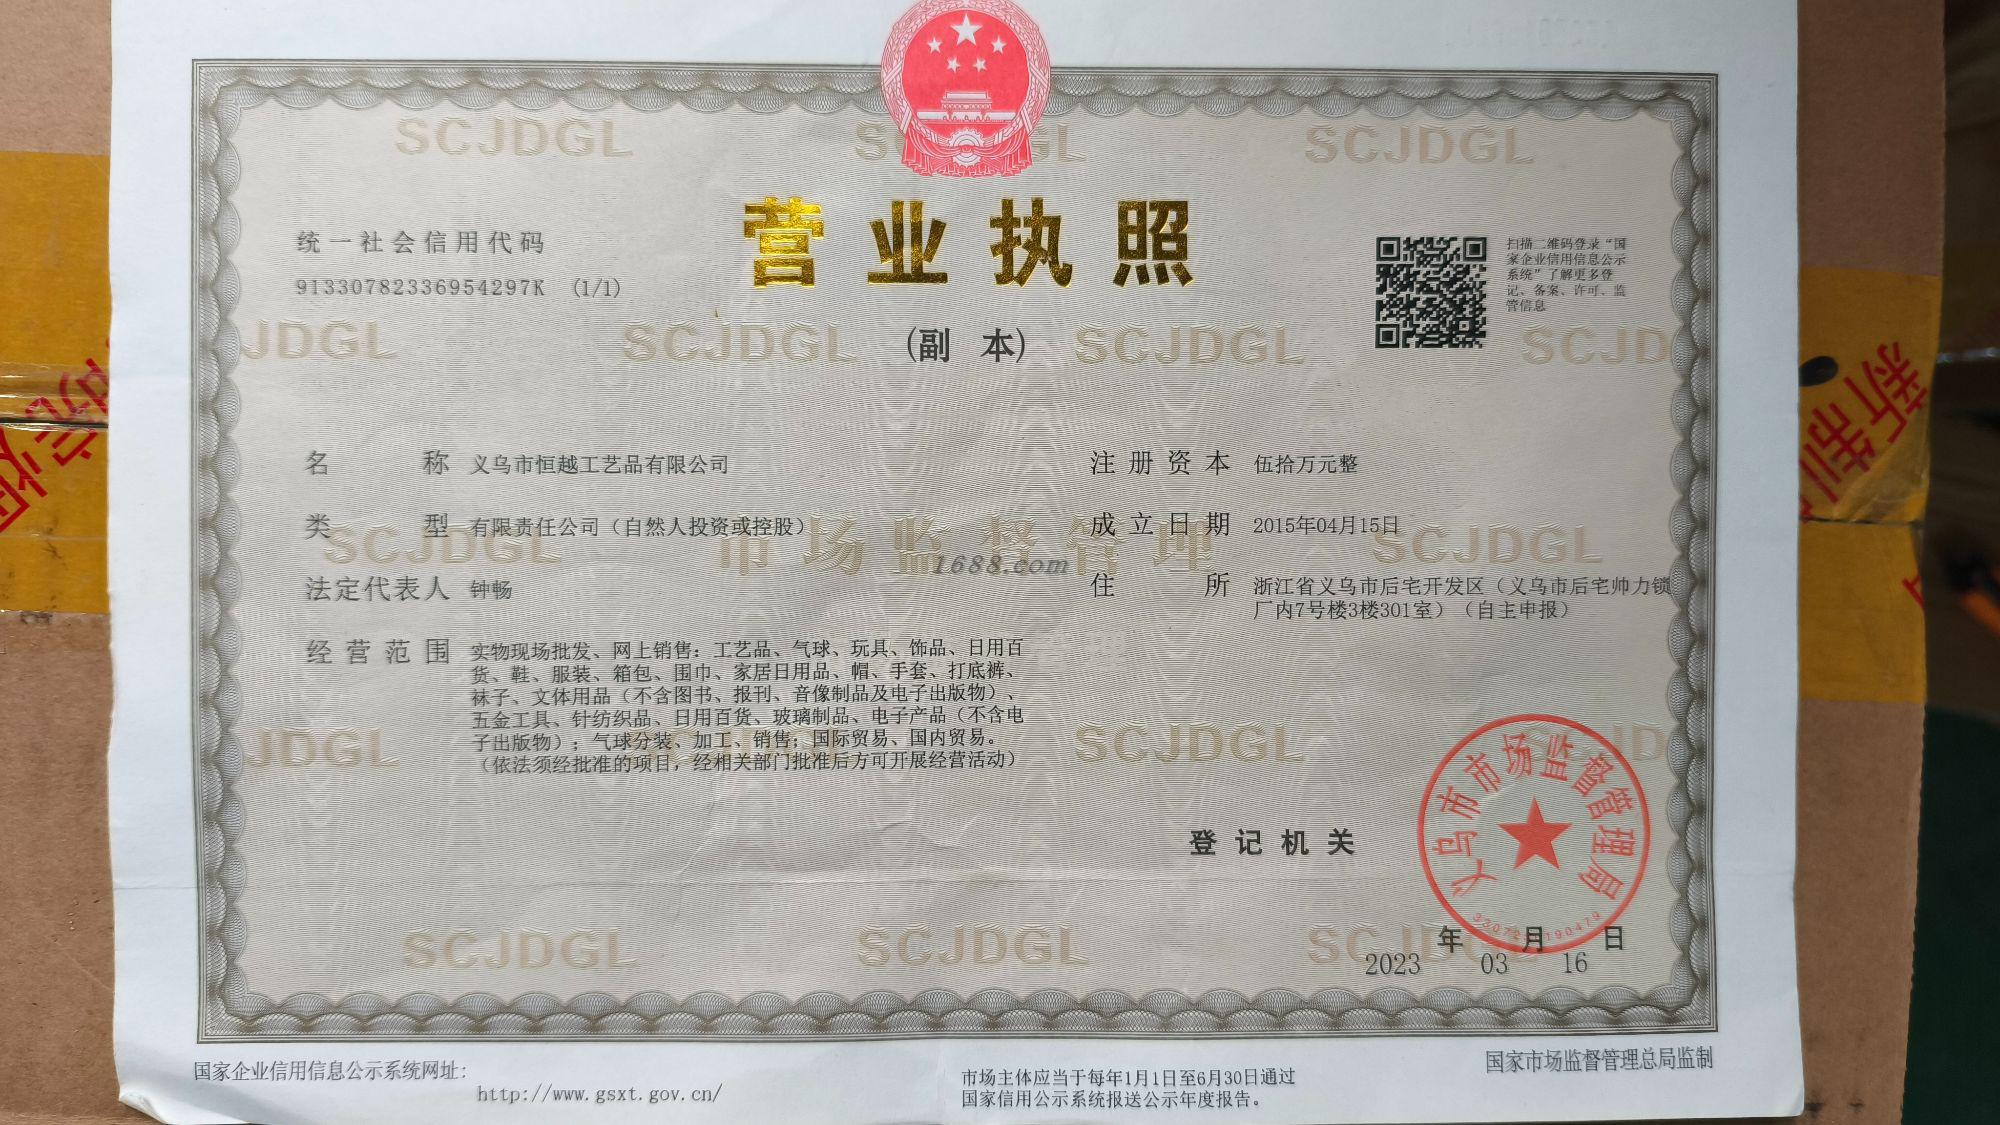 营业执照
(副 本)
统一社会信用代码
91330782336954297K (1/1)
扫描二维码登录“国
家企业信用信息公示
系统”了解更多登
记、备案、许可、监
管信息
名 称 义乌市恒越工艺品有限公司
类 型 有限责任公司（自然人投资或控股）
法定代表人 钟畅
经营范围 实物现场批发、网上销售：工艺品、气球、玩具、饰品、日用百
货、鞋、服装、箱包、围巾、家居日用品、帽、手套、打底裤、
袜子、文体用品（不含图书、报刊、音像制品及电子出版物）、
五金工具、针纺织品、日用百货、玻璃制品、电子产品（不含电
子出版物）；气球分装、加工、销售；国际贸易、国内贸易。
（依法须经批准的项目，经相关部门批准后方可开展经营活动）
注册资本 伍拾万元整
成立日期 2015年04月15日
住 所 浙江省义乌市后宅开发区（义乌市后宅帅力锁
厂内7号楼3楼301室）（自主申报）
市场监督管理
1688.com
SCJDGL SCJDGL
JDGL SCJDGL SCJDGL SCJD
SCJDGL SCJDGL
JDGL SCJDGL
SCJDGL SCJDGL
登记机关
义乌市市场监督管理局
年 月 日
2023 03 16
国家企业信用信息公示系统网址：
http://www.gsxt.gov.cn/
市场主体应当于每年1月1日至6月30日通过
国家信用公示系统报送公示年度报告。
国家市场监督管理总局监制
新制